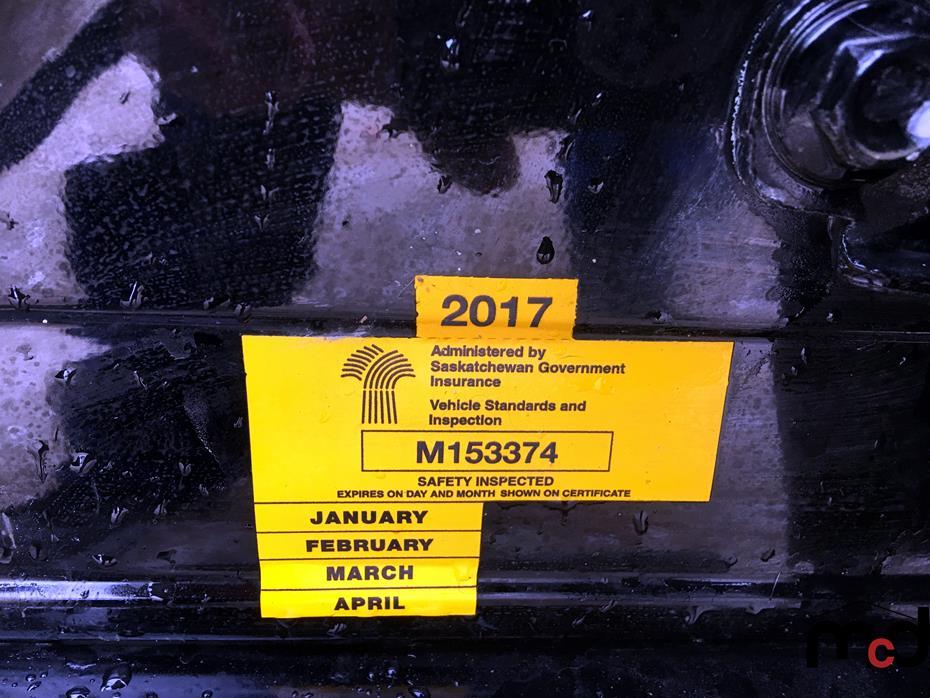 2017
Administered by
Saskatchewan Government
Insurance
Vehicle Standards and
Inspection
M153374
SAFETY INSPECTED
EXPIRES ON DAY AND MONTH SHOWN ON CERTIFICATE
JANUARY
FEBRUARY
MARCH
APRIL
mcd